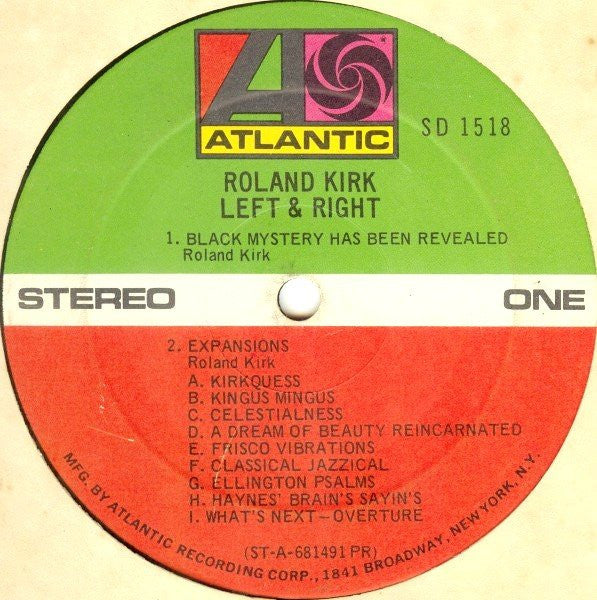 ATLANTIC
SD 1518
ROLAND KIRK
LEFT & RIGHT
1. BLACK MYSTERY HAS BEEN REVEALED
Roland Kirk
STEREO
ONE
2. EXPANSIONS
Roland Kirk
A. KIRKQUESS
B. KINGUS MINGUS
C. CELESTIALNESS
D. A DREAM OF BEAUTY REINCARNATED
E. FRISCO VIBRATIONS
F. CLASSICAL JAZZICAL
G. ELLINGTON PSALMS
H. HAYNES' BRAIN'S SAYIN'S
I. WHAT'S NEXT—OVERTURE
(ST-A-681491 PR)
MFG. BY ATLANTIC RECORDING CORP., 1841 BROADWAY, NEW YORK, N.Y.